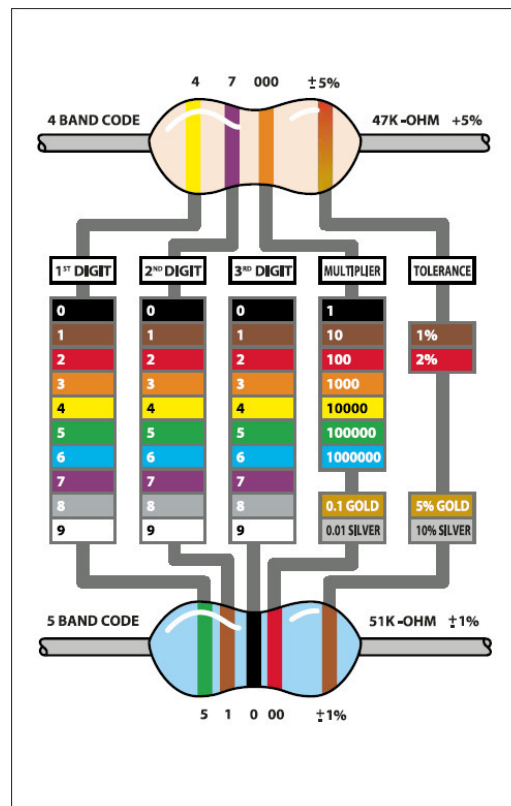 4 7 000 ±5%
4 BAND CODE 47K-OHM +5%
1ST DIGIT 2ND DIGIT 3RD DIGIT MULTIPLIER TOLERANCE
0 0 0 1
1 1 1 10 1%
2 2 2 100 2%
3 3 3 1000
4 4 4 10000
5 5 5 100000
6 6 6 1000000
7 7 7
8 8 8 0.1 GOLD 5% GOLD
9 9 9 0.01 SILVER 10% SILVER
5 BAND CODE 51K-OHM ±1%
5 1 0 00 ±1%